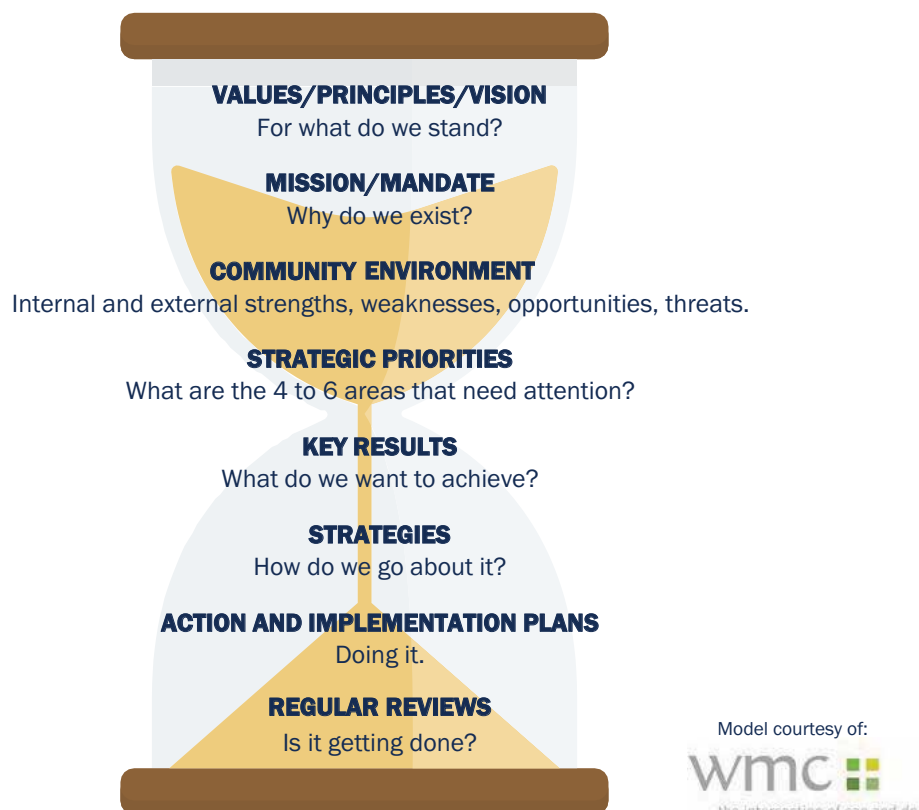 VALUES/PRINCIPLES/VISION
For what do we stand?
MISSION/MANDATE
Why do we exist?
COMMUNITY ENVIRONMENT
Internal and external strengths, weaknesses, opportunities, threats.
STRATEGIC PRIORITIES
What are the 4 to 6 areas that need attention?
KEY RESULTS
What do we want to achieve?
STRATEGIES
How do we go about it?
ACTION AND IMPLEMENTATION PLANS
Doing it.
REGULAR REVIEWS
Is it getting done?
Model courtesy of:
wmc